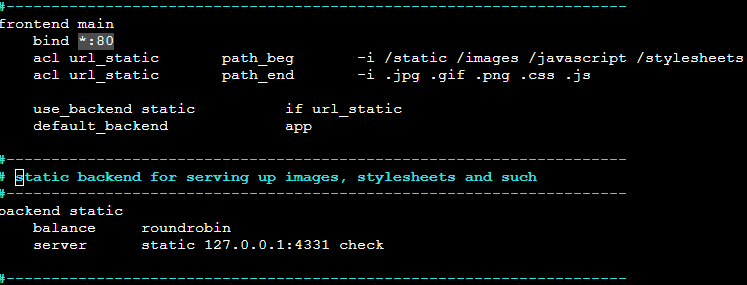 #---------------------------------------------------------------------
frontend main
    bind *:80
    acl url_static       path_beg       -i /static /images /javascript /stylesheets
    acl url_static       path_end       -i .jpg .gif .png .css .js

    use_backend static          if url_static
    default_backend             app

#---------------------------------------------------------------------
# static backend for serving up images, stylesheets and such
#---------------------------------------------------------------------
backend static
    balance     roundrobin
    server      static 127.0.0.1:4331 check

#---------------------------------------------------------------------